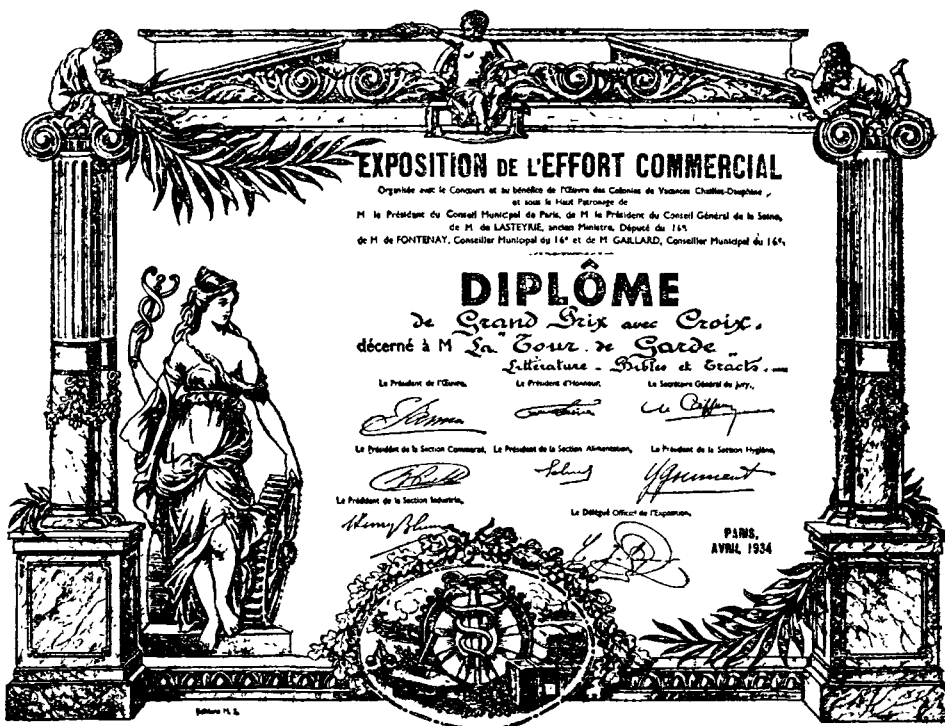 EXPOSITION DE L'EFFORT COMMERCIAL
Organisée avec le Concours et au bénéfice de l'Œuvre des Colonies de Vacances Chaillot-Dauphine,
et sous le Haut Patronage de
M le Président du Conseil Municipal de Paris, de M le Président du Conseil Général de la Seine,
de M de LASTEYRIE, ancien Ministre, Député du 16e
de M de FONTENAY, Conseiller Municipal du 16e et de M GAILLARD, Conseiller Municipal du 16e
DIPLÔME
de Grand Prix avec Croix.
décerné à M "La Tour de Garde"
Littérature - Bibles et Tracts.
Le Président de l'Œuvre, Le Président d'Honneur, Le Secrétaire Général du Jury,
Le Président de la Section Commerciale, Le Président de la Section Alimentation, Le Président de la Section Hygiène,
Le Président de la Section Industrie,
Le Délégué Officiel de l'Exposition,
PARIS,
AVRIL 1934